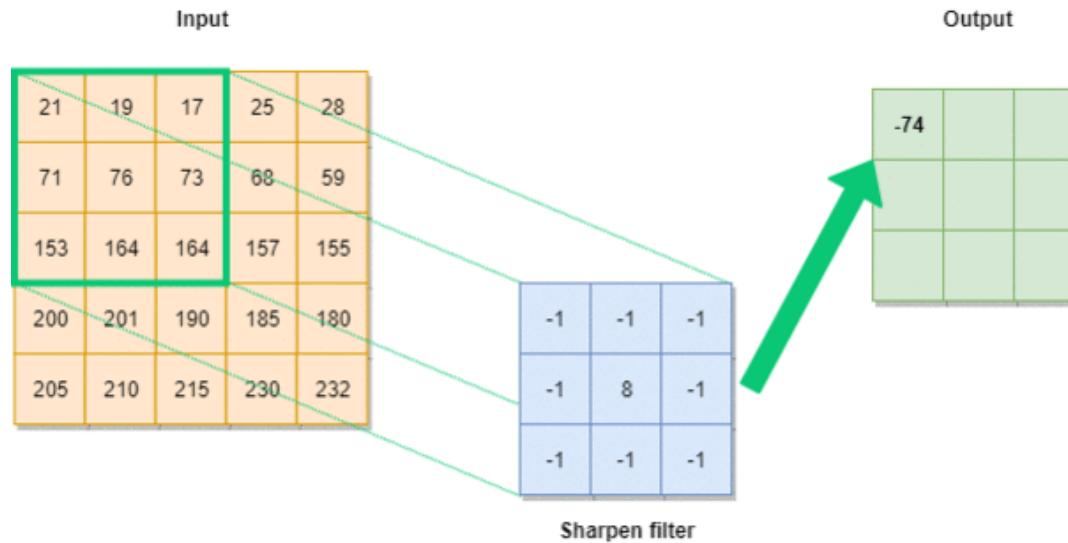 Input
Output
21 19 17 25 28
71 76 73 68 59
153 164 164 157 155
200 201 190 185 180
205 210 215 230 232
-74
-1 -1 -1
-1 8 -1
-1 -1 -1
Sharpen filter